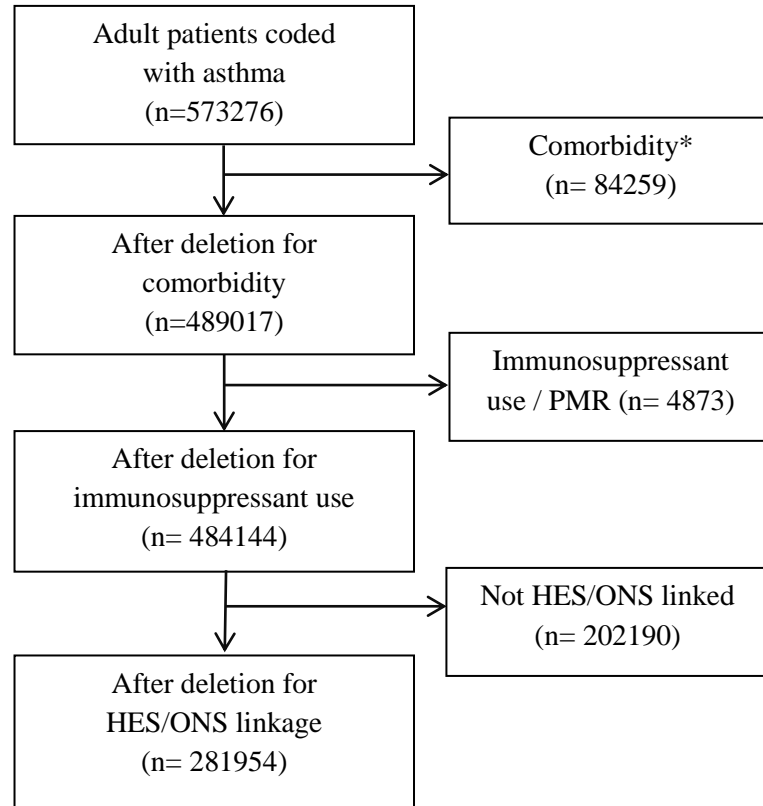 Adult patients coded
with asthma
(n=573276)
Comorbidity*
(n= 84259)
After deletion for
comorbidity
(n=489017)
Immunosuppressant
use / PMR (n= 4873)
After deletion for
immunosuppressant use
(n= 484144)
Not HES/ONS linked
(n= 202190)
After deletion for
HES/ONS linkage
(n= 281954)